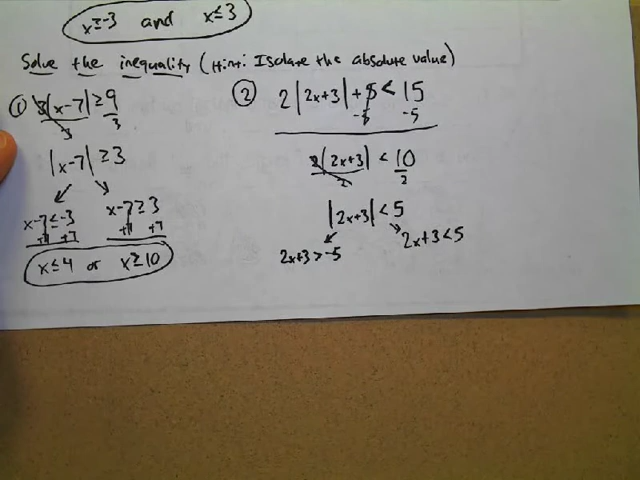 x≥-3 and x≤3
Solve the inequality (Hint: Isolate the absolute value)
① 3|x-7| ≥ 9
3 3
|x-7| ≥ 3
x-7≤-3 x-7≥3
+7 +7 +7 +7
x≤4 or x≥10
② 2|2x+3|+5 < 15
-5 -5
2|2x+3| < 10
2 2
|2x+3| < 5
2x+3>-5 2x+3<5